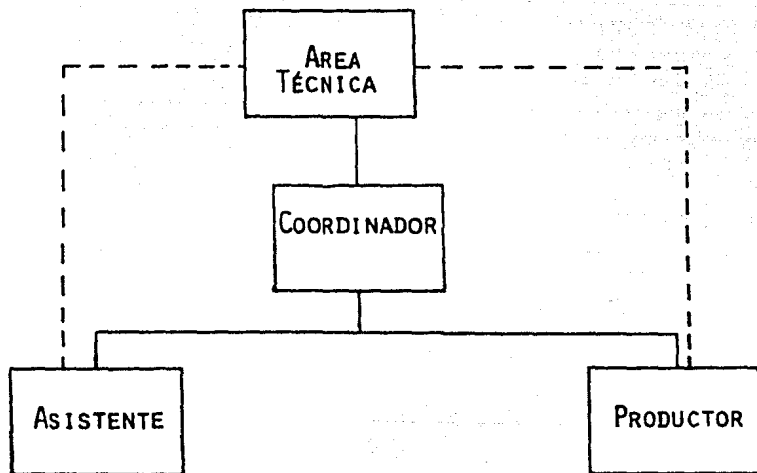 AREA
TÉCNICA
COORDINADOR
ASISTENTE
PRODUCTOR